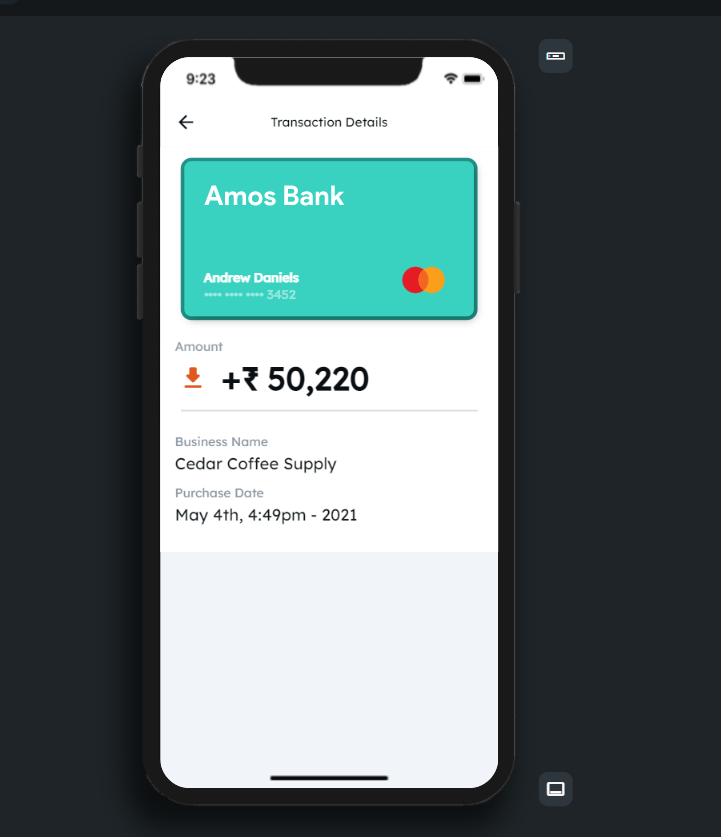 9:23
Transaction Details
Amos Bank
Andrew Daniels
•••• •••• •••• 3452
Amount
+₹ 50,220
Business Name
Cedar Coffee Supply
Purchase Date
May 4th, 4:49pm - 2021